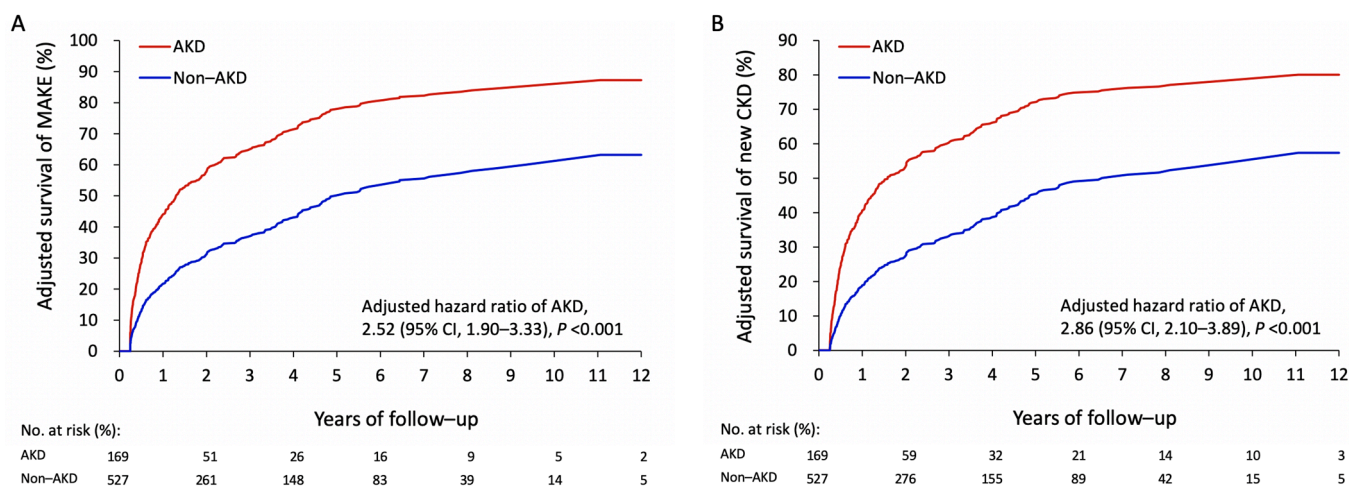 A
Adjusted survival of MAKE (%)
100
90
80
70
60
50
40
30
20
10
0
AKD
Non–AKD
Adjusted hazard ratio of AKD,
2.52 (95% CI, 1.90–3.33), P <0.001
0 1 2 3 4 5 6 7 8 9 10 11 12
Years of follow–up
No. at risk (%):
AKD 169 51 26 16 9 5 2
Non–AKD 527 261 148 83 39 14 5
B
Adjusted survival of new CKD (%)
90
80
70
60
50
40
30
20
10
0
AKD
Non–AKD
Adjusted hazard ratio of AKD,
2.86 (95% CI, 2.10–3.89), P <0.001
0 1 2 3 4 5 6 7 8 9 10 11 12
Years of follow–up
No. at risk (%):
AKD 169 59 32 21 14 10 3
Non–AKD 527 276 155 89 42 15 5